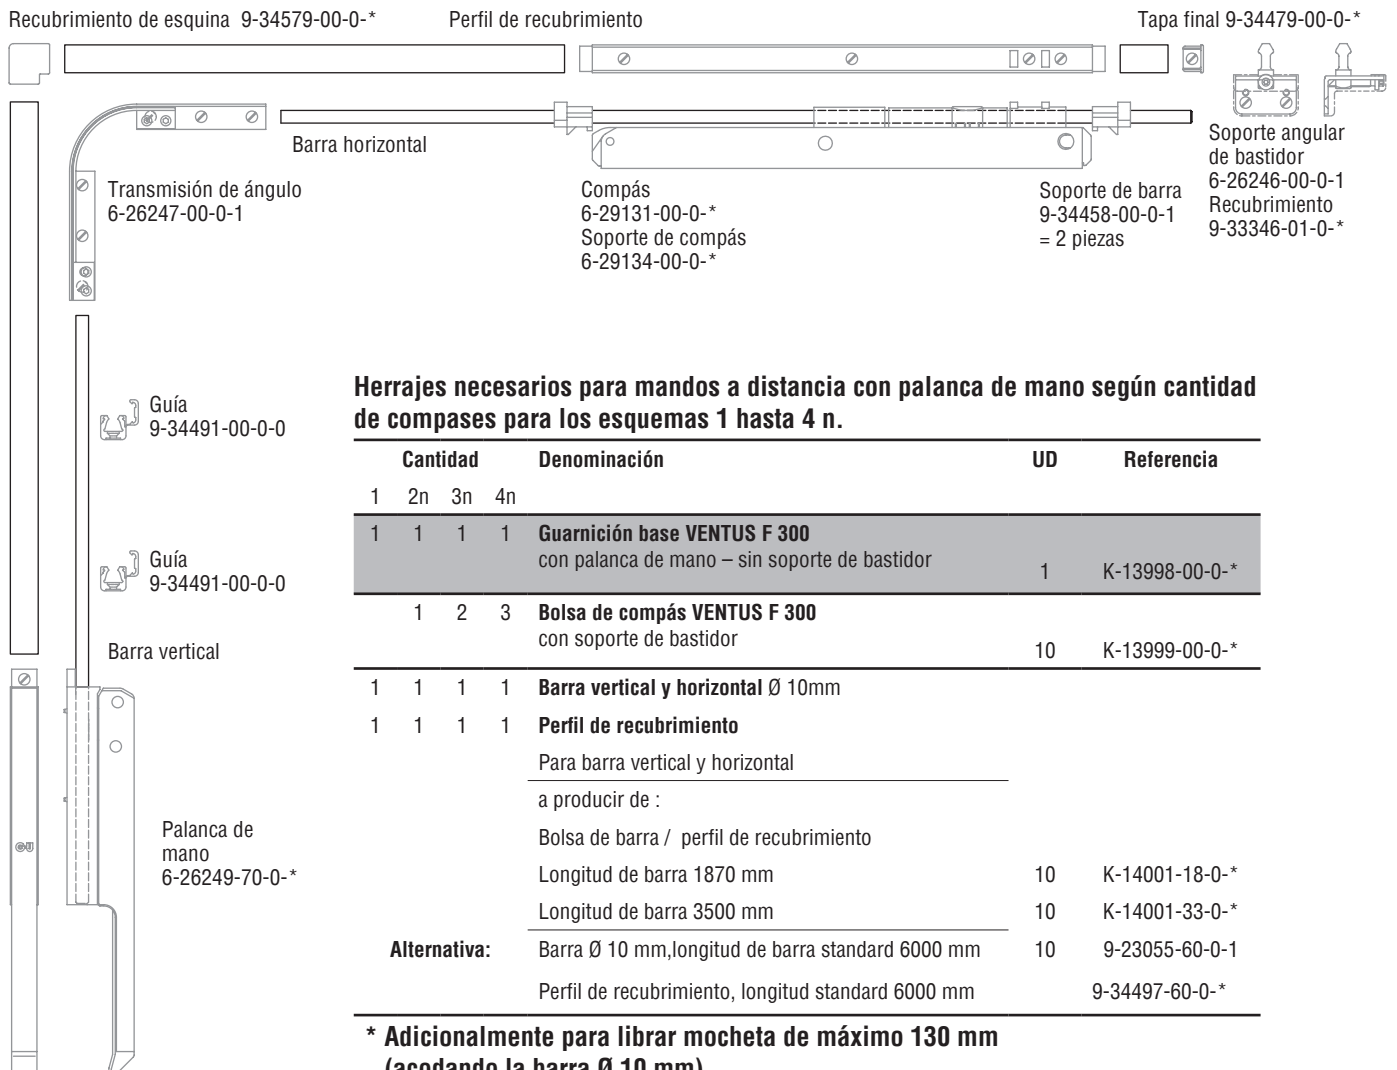 Recubrimiento de esquina 9-34579-00-0-*
Perfil de recubrimiento
Tapa final 9-34479-00-0-*
Barra horizontal
Transmisión de ángulo
6-26247-00-0-1
Compás
6-29131-00-0-*
Soporte de compás
6-29134-00-0-*
Soporte de barra
9-34458-00-0-1
= 2 piezas
Soporte angular
de bastidor
6-26246-00-0-1
Recubrimiento
9-33346-01-0-*
Guía
9-34491-00-0-0
Guía
9-34491-00-0-0
Barra vertical
Palanca de
mano
6-26249-70-0-*
Herrajes necesarios para mandos a distancia con palanca de mano según cantidad
de compases para los esquemas 1 hasta 4 n.
Cantidad Denominación UD Referencia
1 2n 3n 4n
1 1 1 1 Guarnición base VENTUS F 300
con palanca de mano – sin soporte de bastidor 1 K-13998-00-0-*
1 2 3 Bolsa de compás VENTUS F 300
con soporte de bastidor 10 K-13999-00-0-*
1 1 1 1 Barra vertical y horizontal Ø 10mm
1 1 1 1 Perfil de recubrimiento
Para barra vertical y horizontal
a producir de :
Bolsa de barra / perfil de recubrimiento
Longitud de barra 1870 mm 10 K-14001-18-0-*
Longitud de barra 3500 mm 10 K-14001-33-0-*
Alternativa: Barra Ø 10 mm,longitud de barra standard 6000 mm 10 9-23055-60-0-1
Perfil de recubrimiento, longitud standard 6000 mm 9-34497-60-0-*
* Adicionalmente para librar mocheta de máximo 130 mm
(acodando la barra Ø 10 mm)